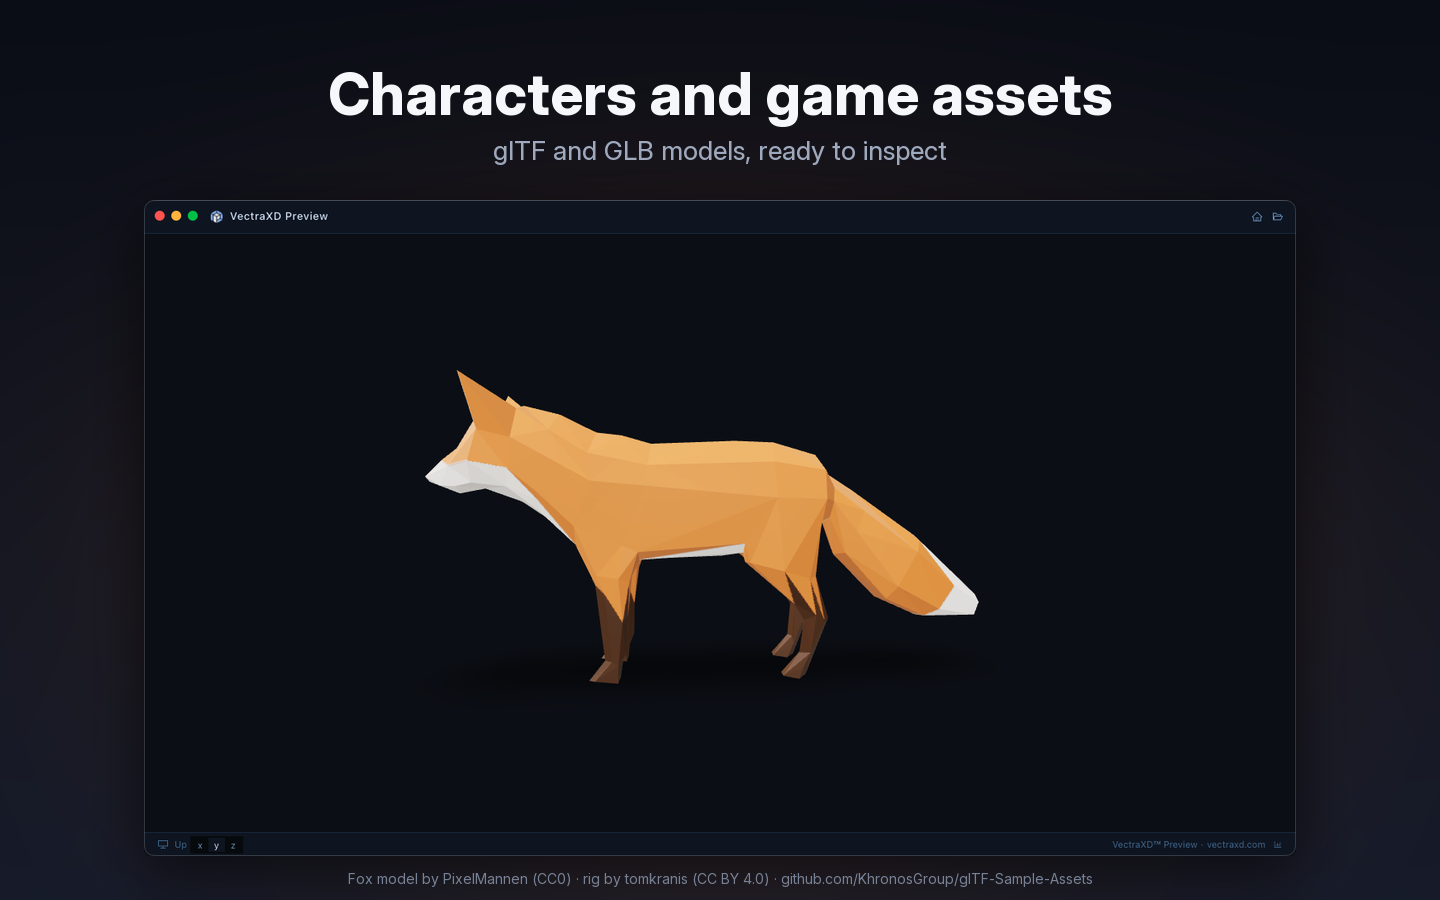 Characters and game assets
glTF and GLB models, ready to inspect
VectraXD Preview
Up x y z
VectraXD™ Preview · vectraxd.com
Fox model by PixelMannen (CC0) · rig by tomkranis (CC BY 4.0) · github.com/KhronosGroup/glTF-Sample-Assets